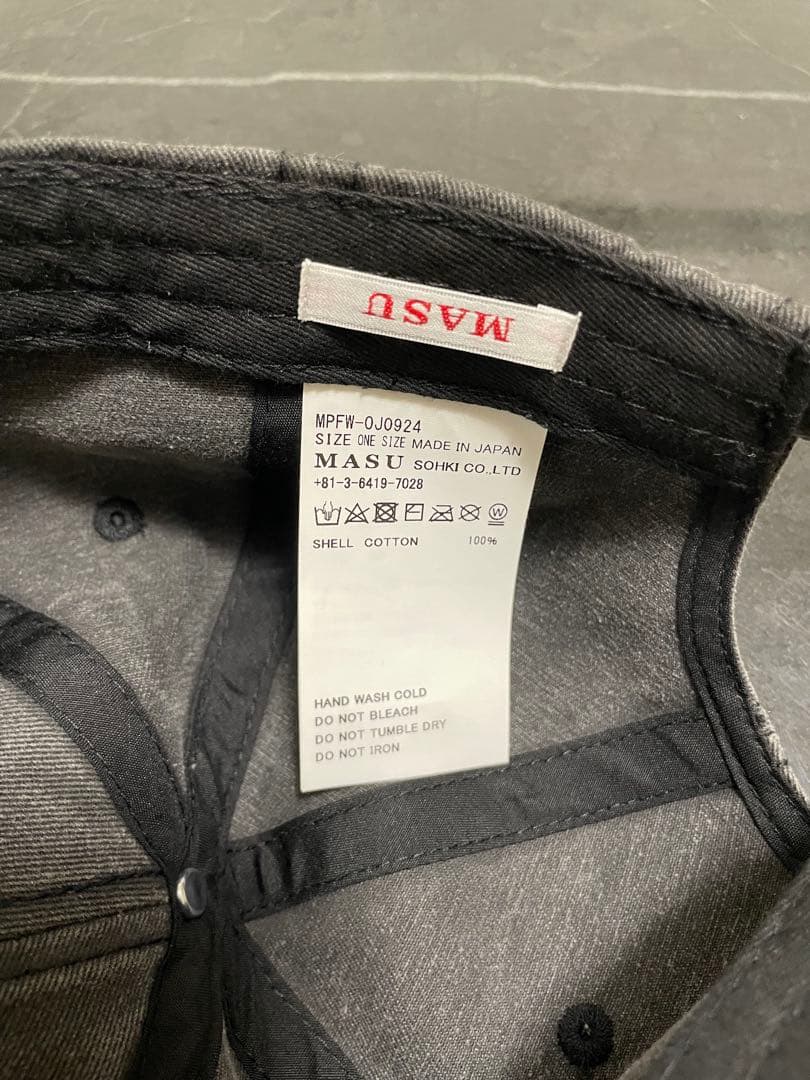 MASU
MPFW-0J0924
SIZE ONE SIZE MADE IN JAPAN
MASU SOHKI CO.,LTD
+81-3-6419-7028
W
SHELL COTTON 100%
HAND WASH COLD
DO NOT BLEACH
DO NOT TUMBLE DRY
DO NOT IRON